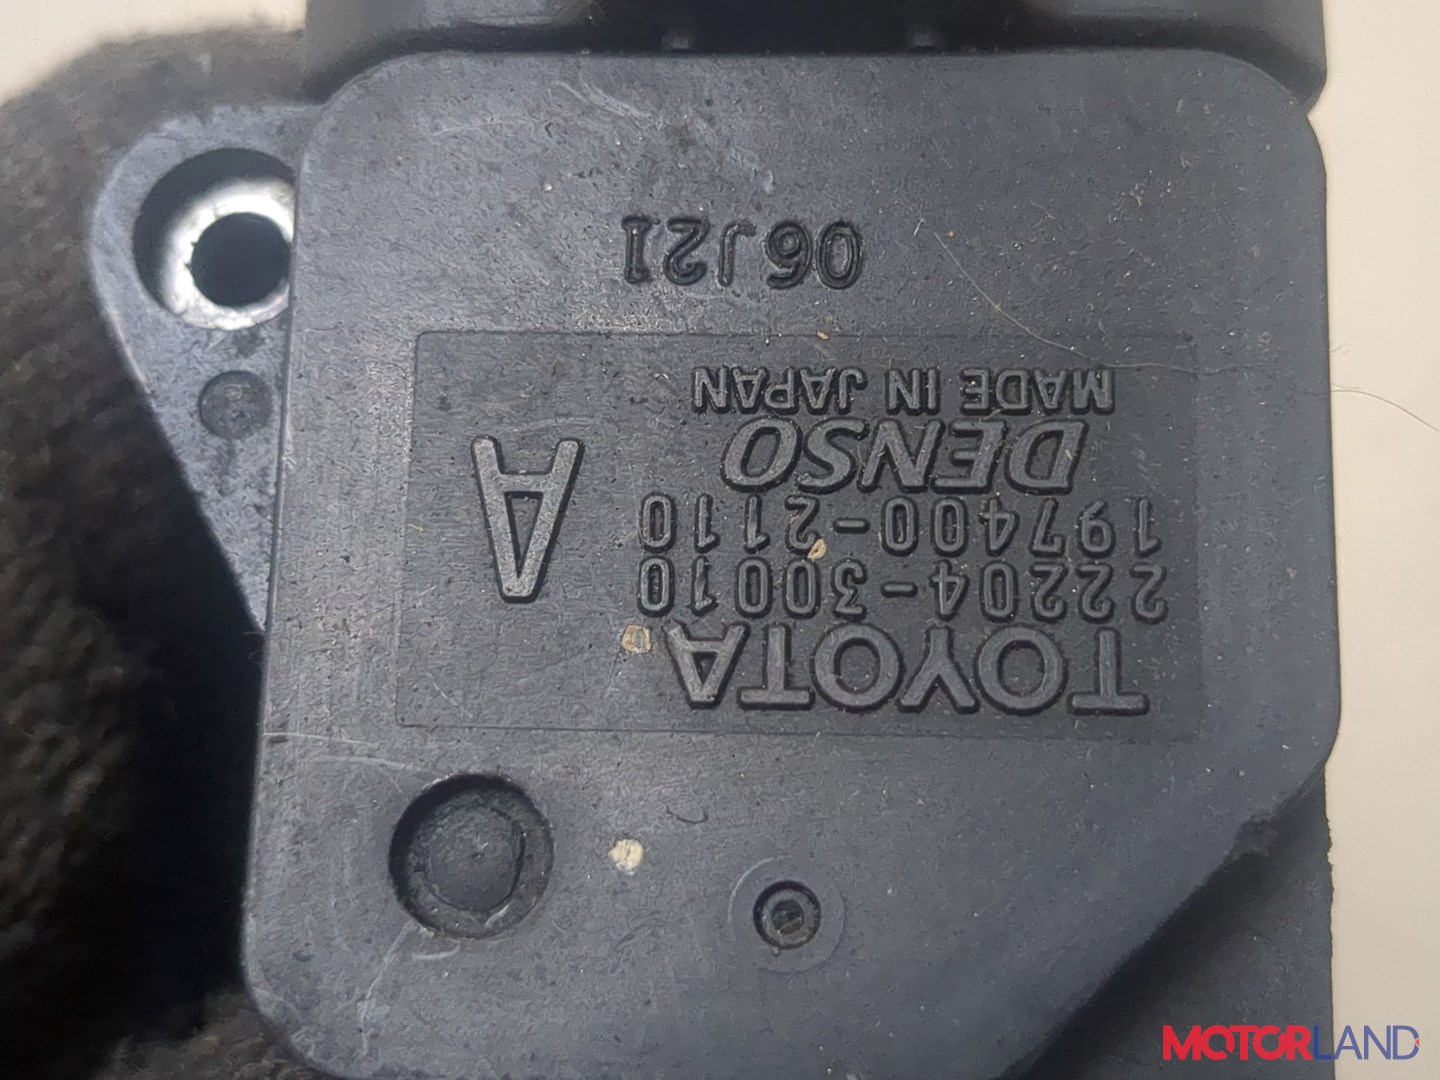 TOYOTA
22204-30010
197400-2110
DENSO
MADE IN JAPAN
A
06J21
MOTORLAND